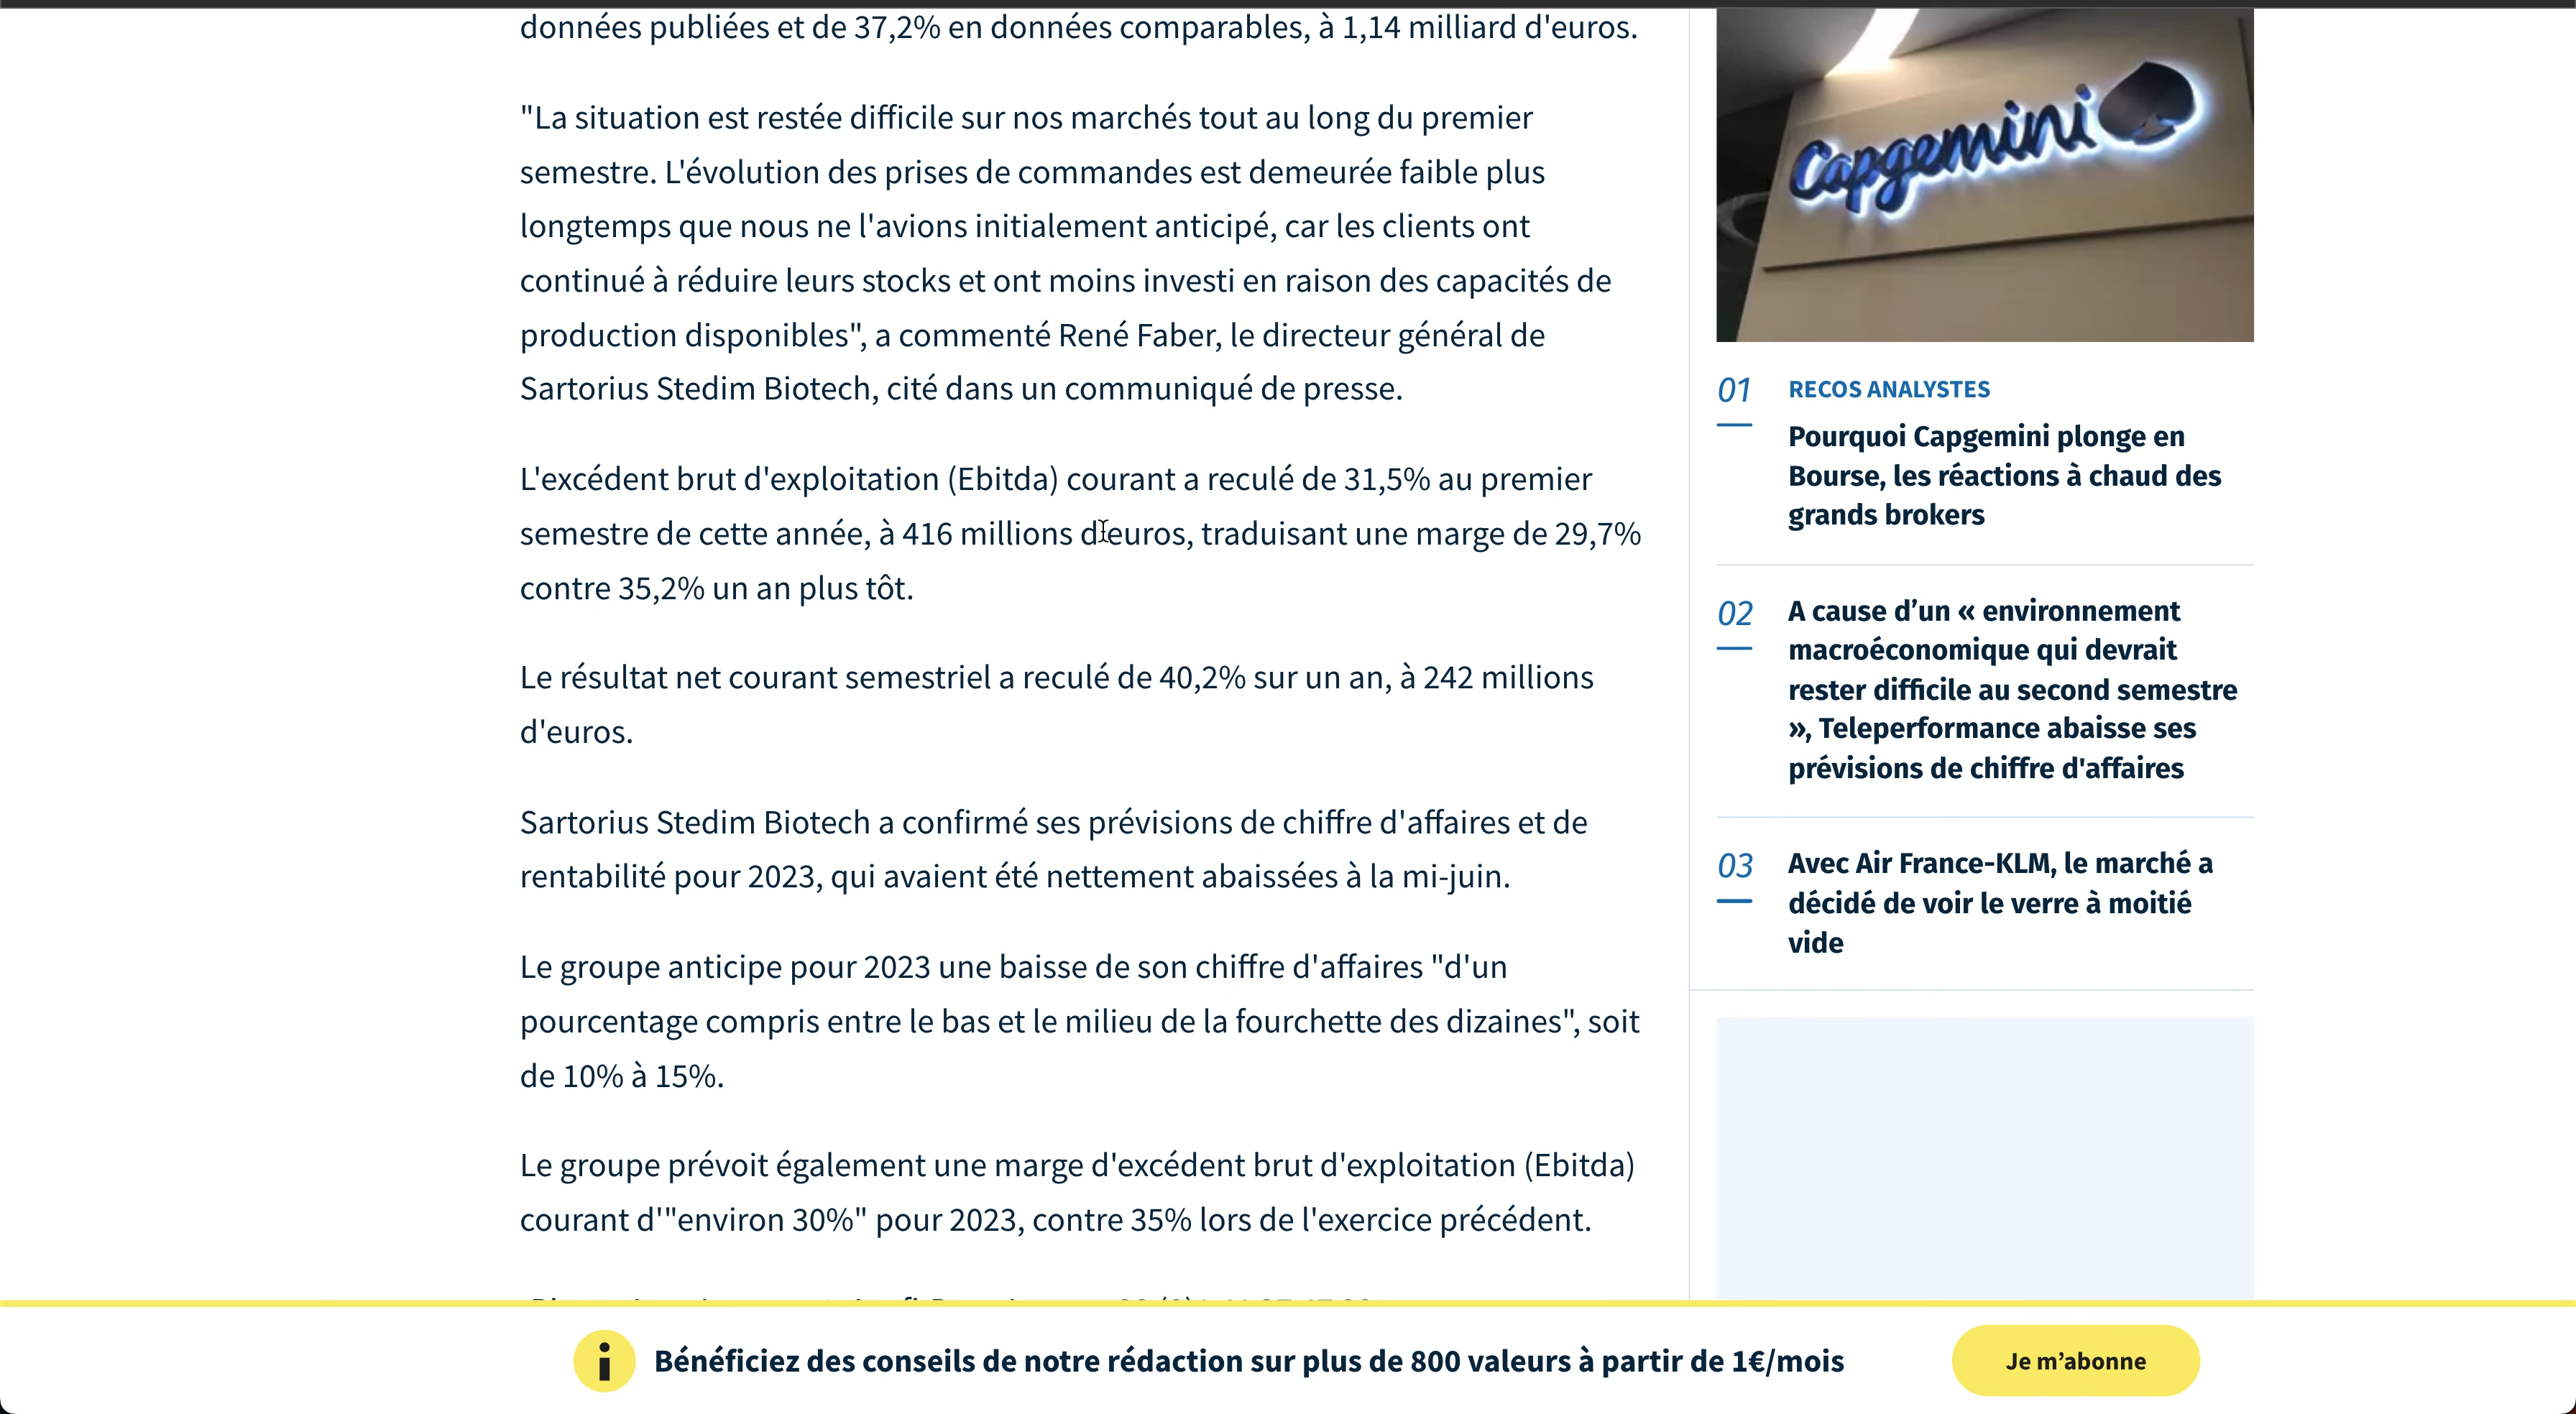 données publiées et de 37,2% en données comparables, à 1,14 milliard d'euros.
"La situation est restée difficile sur nos marchés tout au long du premier
semestre. L'évolution des prises de commandes est demeurée faible plus
longtemps que nous ne l'avions initialement anticipé, car les clients ont
continué à réduire leurs stocks et ont moins investi en raison des capacités de
production disponibles", a commenté René Faber, le directeur général de
Sartorius Stedim Biotech, cité dans un communiqué de presse.
L'excédent brut d'exploitation (Ebitda) courant a reculé de 31,5% au premier
semestre de cette année, à 416 millions d'euros, traduisant une marge de 29,7%
contre 35,2% un an plus tôt.
Le résultat net courant semestriel a reculé de 40,2% sur un an, à 242 millions
d'euros.
Sartorius Stedim Biotech a confirmé ses prévisions de chiffre d'affaires et de
rentabilité pour 2023, qui avaient été nettement abaissées à la mi-juin.
Le groupe anticipe pour 2023 une baisse de son chiffre d'affaires "d'un
pourcentage compris entre le bas et le milieu de la fourchette des dizaines", soit
de 10% à 15%.
Le groupe prévoit également une marge d'excédent brut d'exploitation (Ebitda)
courant d'"environ 30%" pour 2023, contre 35% lors de l'exercice précédent.
Capgemini
01
RECOS ANALYSTES
Pourquoi Capgemini plonge en
Bourse, les réactions à chaud des
grands brokers
02
A cause d’un « environnement
macroéconomique qui devrait
rester difficile au second semestre
», Teleperformance abaisse ses
prévisions de chiffre d'affaires
03
Avec Air France-KLM, le marché a
décidé de voir le verre à moitié
vide
Bénéficiez des conseils de notre rédaction sur plus de 800 valeurs à partir de 1€/mois
Je m’abonne